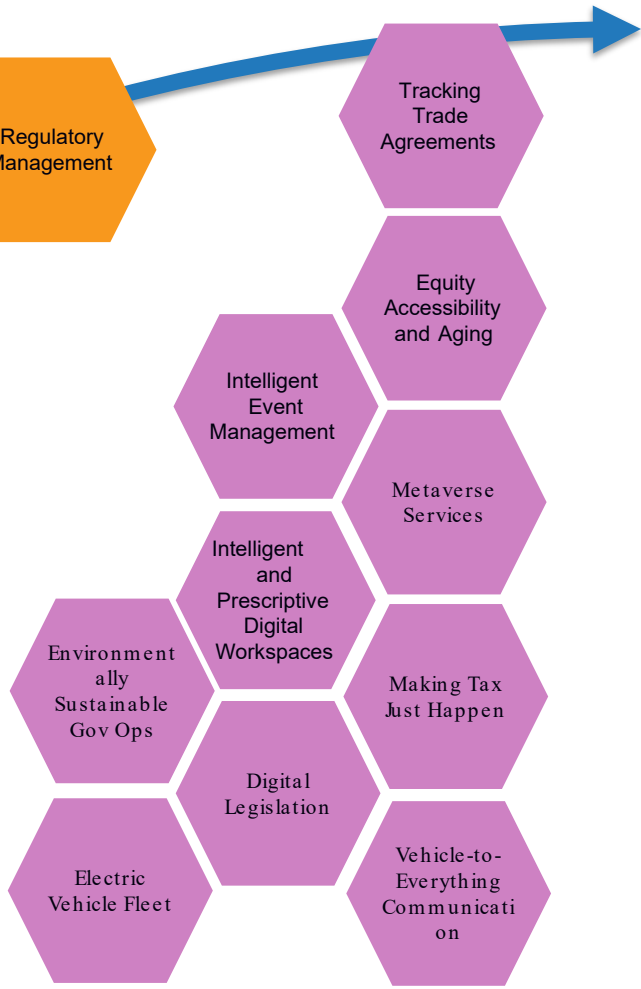 Tracking
Trade
Agreements
Regulatory
Management
Equity
Accessibility
and Aging
Intelligent
Event
Management
Metaverse
Services
Intelligent
and
Prescriptive
Digital
Workspaces
Environment
ally
Sustainable
Gov Ops
Making Tax
Just Happen
Digital
Legislation
Electric
Vehicle Fleet
Vehicle-to-
Everything
Communicati
on